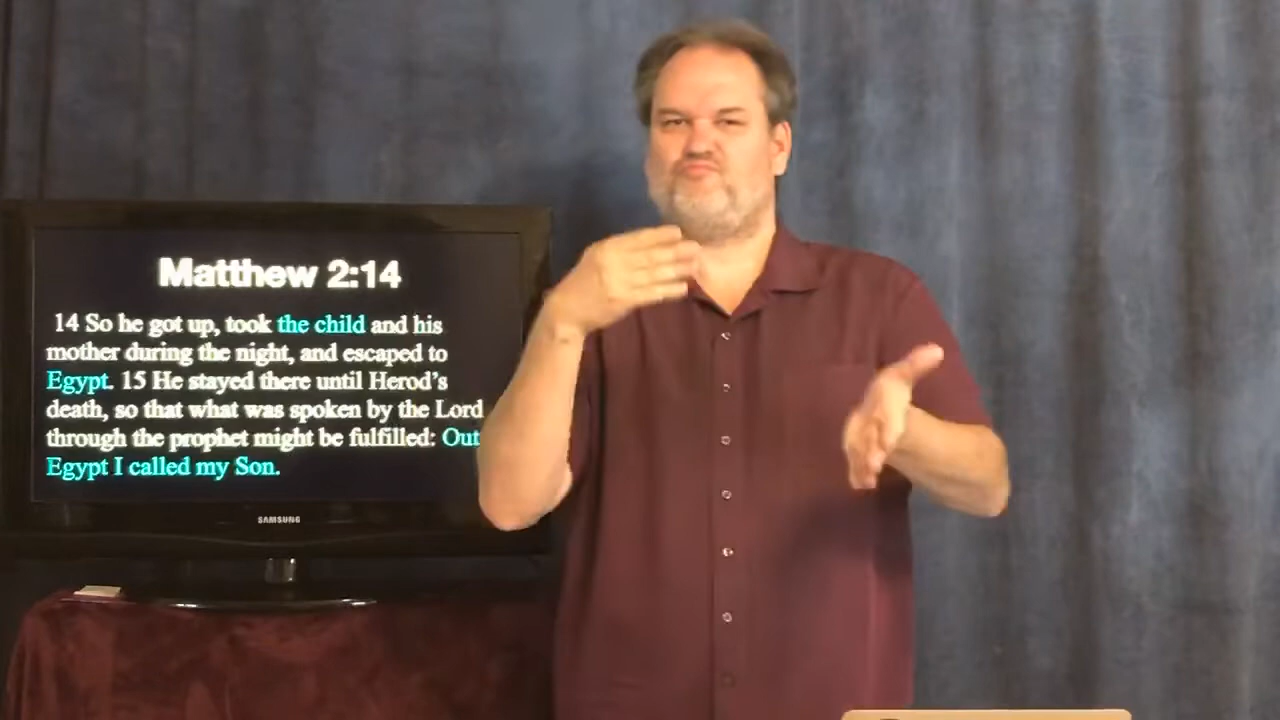 Matthew 2:14
14 So he got up, took the child and his
mother during the night, and escaped to
Egypt. 15 He stayed there until Herod's
death, so that what was spoken by the Lord
through the prophet might be fulfilled: Out
Egypt I called my Son.
SAMSUNG